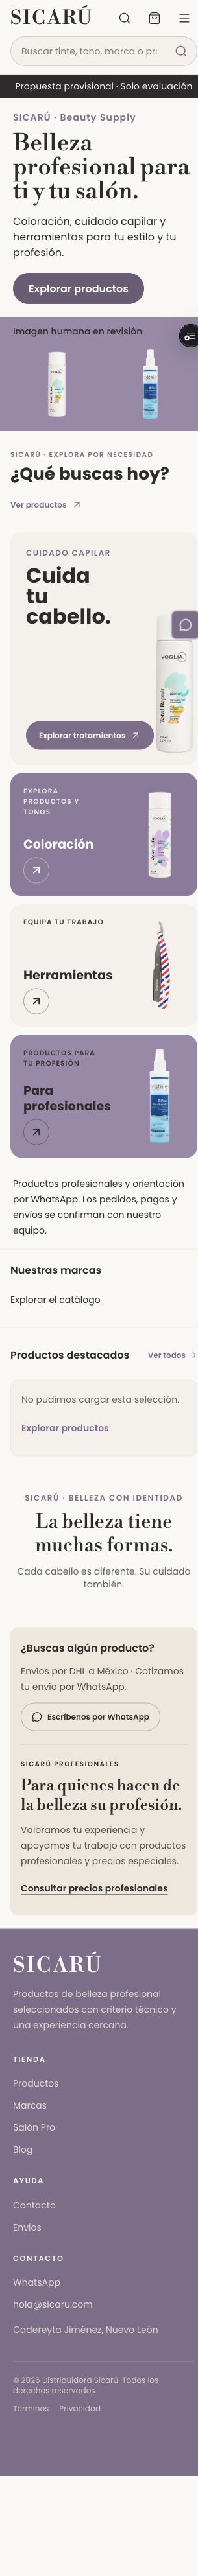 SICARÚ
Buscar tinte, tono, marca o pro
Propuesta provisional · Solo evaluación
SICARÚ · Beauty Supply
Belleza
profesional para
ti y tu salón.
Coloración, cuidado capilar y
herramientas para tu estilo y tu
profesión.
Explorar productos
Imagen humana en revisión
SICARÚ · EXPLORA POR NECESIDAD
¿Qué buscas hoy?
Ver productos
CUIDADO CAPILAR
Cuida
tu
cabello.
VOGLIA
Total Repair
Explorar tratamientos
EXPLORA
PRODUCTOS Y
TONOS
Coloración
EQUIPA TU TRABAJO
Herramientas
PRODUCTOS PARA
TU PROFESIÓN
Para
profesionales
Productos profesionales y orientación
por WhatsApp. Los pedidos, pagos y
envíos se confirman con nuestro
equipo.
Nuestras marcas
Explorar el catálogo
Productos destacados
Ver todos
No pudimos cargar esta selección.
Explorar productos
SICARÚ · BELLEZA CON IDENTIDAD
La belleza tiene
muchas formas.
Cada cabello es diferente. Su cuidado
también.
¿Buscas algún producto?
Envíos por DHL a México · Cotizamos
tu envío por WhatsApp.
Escríbenos por WhatsApp
SICARÚ PROFESIONALES
Para quienes hacen de
la belleza su profesión.
Valoramos tu experiencia y
apoyamos tu trabajo con productos
profesionales y precios especiales.
Consultar precios profesionales
SICARÚ
Productos de belleza profesional
seleccionados con criterio técnico y
una experiencia cercana.
TIENDA
Productos
Marcas
Salón Pro
Blog
AYUDA
Contacto
Envíos
CONTACTO
WhatsApp
hola@sicaru.com
Cadereyta Jiménez, Nuevo León
© 2026 Distribuidora Sicarú. Todos los
derechos reservados.
Términos Privacidad